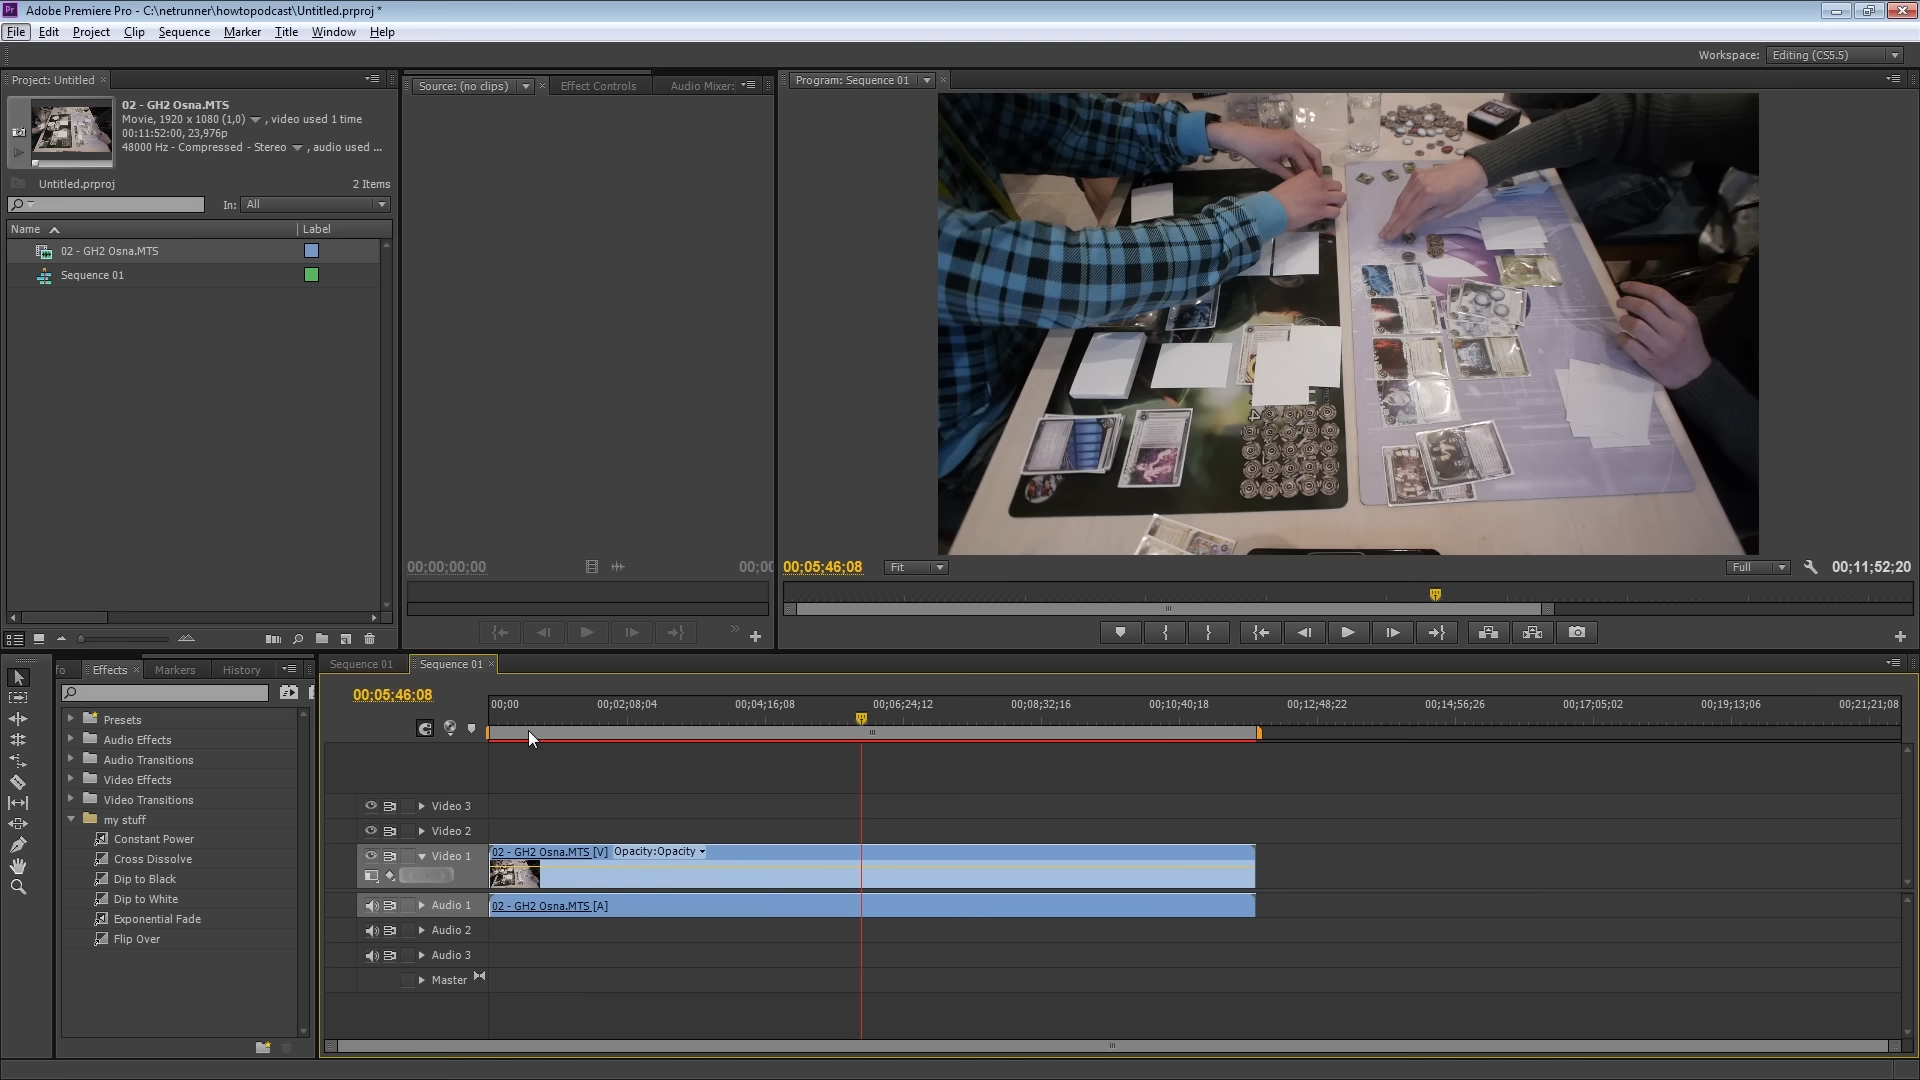 Adobe Premiere Pro - C:\netrunner\howtopodcast\Untitled.prproj *
File Edit Project Clip Sequence Marker Title Window Help
Workspace: Editing (CS5.5)
Project: Untitled
02 - GH2 Osna.MTS
Movie, 1920 x 1080 (1,0) , video used 1 time
00:11:52:00, 23,976p
48000 Hz - Compressed - Stereo , audio used ...
Untitled.prproj 2 Items
In: All
Name Label
02 - GH2 Osna.MTS
Sequence 01
Source: (no clips) Effect Controls Audio Mixer:
00;00;00;00 00;00
Program: Sequence 01
00;05;46;08 Fit Full 00;11;52;20
fo Effects Markers History
Presets
Audio Effects
Audio Transitions
Video Effects
Video Transitions
my stuff
Constant Power
Cross Dissolve
Dip to Black
Dip to White
Exponential Fade
Flip Over
Sequence 01 Sequence 01
00;05;46;08
00;00 00;02;08;04 00;04;16;08 00;06;24;12 00;08;32;16 00;10;40;18 00;12;48;22 00;14;56;26 00;17;05;02 00;19;13;06 00;21;21;08
Video 3
Video 2
Video 1
02 - GH2 Osna.MTS [V] Opacity:Opacity
Audio 1
02 - GH2 Osna.MTS [A]
Audio 2
Audio 3
Master